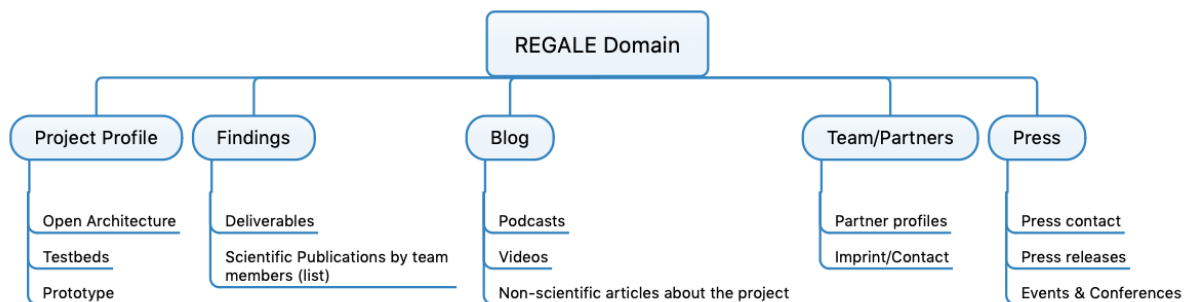 REGALE Domain
Project Profile
Findings
Blog
Team/Partners
Press
Open Architecture
Testbeds
Prototype
Deliverables
Scientific Publications by team
members (list)
Podcasts
Videos
Non-scientific articles about the project
Partner profiles
Imprint/Contact
Press contact
Press releases
Events & Conferences